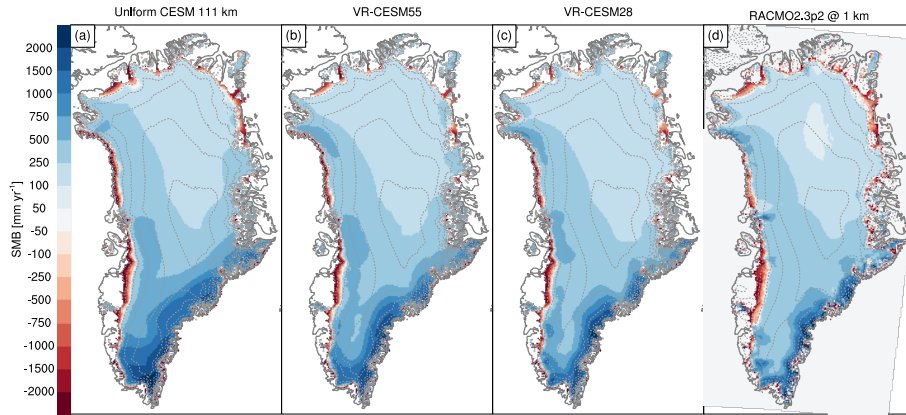 Uniform CESM 111 km
VR-CESM55
VR-CESM28
RACMO2.3p2 @ 1 km
(a)
(b)
(c)
(d)
SMB [mm yr⁻¹]
2000
1500
1000
750
500
250
100
50
-50
-100
-250
-500
-750
-1000
-1500
-2000